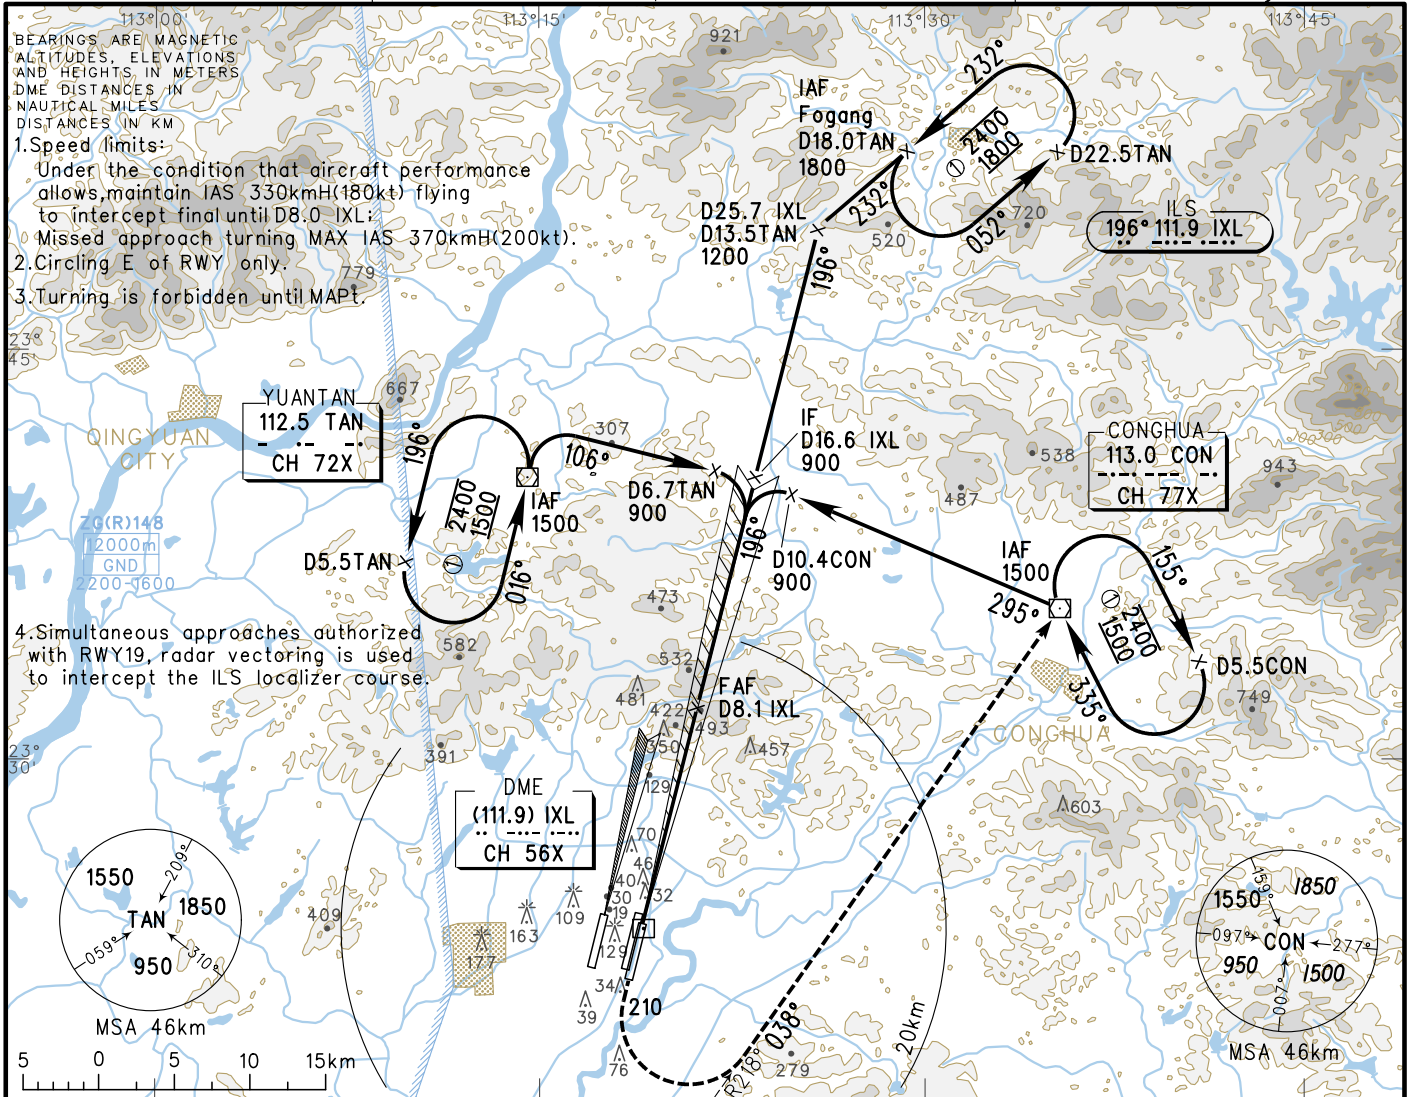 113° 00'
113° 15'
113° 30'
113° 45'
BEARINGS ARE MAGNETIC
ALTITUDES, ELEVATIONS
AND HEIGHTS IN METERS
DME DISTANCES IN
NAUTICAL MILES
DISTANCES IN KM
1.Speed limits:
Under the condition that aircraft performance
allows,maintain IAS 330kmH(180kt) flying
to intercept final until D8.0 IXL;
Missed approach turning MAX IAS 370kmH(200kt).
2.Circling E of RWY only.
3.Turning is forbidden until MAPt.
779
921
IAF
Fogang
D18.0TAN
1800
232°
2400
1800
D22.5TAN
232°
052°
720
520
D25.7 IXL
D13.5TAN
1200
196°
ILS
196° 111.9 IXL
23°
45'
667
YUANTAN
112.5 TAN
CH 72X
QINGYUAN
CITY
196°
307
106°
IAF
1500
2400
1500
D5.5TAN
016°
D6.7TAN
900
IF
D16.6 IXL
900
196°
D10.4CON
900
538
487
CONGHUA
113.0 CON
CH 77X
943
300
500
ZG(R)148
12000m
GND
2200-1600
IAF
1500
295°
155°
2400
1500
335°
D5.5CON
749
CONGHUA
4.Simultaneous approaches authorized
with RWY19, radar vectoring is used
to intercept the ILS localizer course.
582
473
532
481
422
FAF
D8.1 IXL
493
457
350
391
129
603
23°
30'
DME
(111.9) IXL
CH 56X
70
46
40
30
19
32
109
163
129
177
409
34
39
210
76
279
038°
R218°
20km
1550
209°
TAN
1850
059°
310°
950
MSA 46km
1550
159°
1850
097°
CON
277°
950
1500
007°
MSA 46km
5 0 5 10 15km